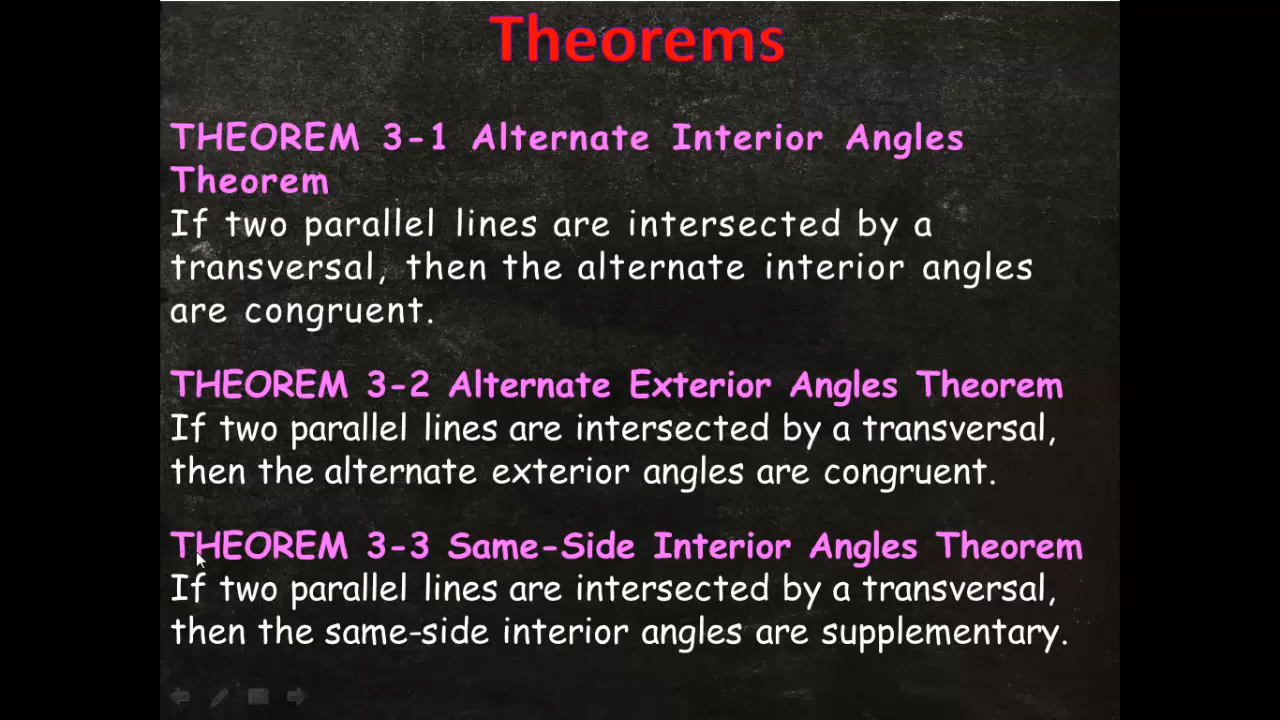 Theorems
THEOREM 3-1 Alternate Interior Angles
Theorem
If two parallel lines are intersected by a
transversal, then the alternate interior angles
are congruent.
THEOREM 3-2 Alternate Exterior Angles Theorem
If two parallel lines are intersected by a transversal,
then the alternate exterior angles are congruent.
THEOREM 3-3 Same-Side Interior Angles Theorem
If two parallel lines are intersected by a transversal,
then the same-side interior angles are supplementary.